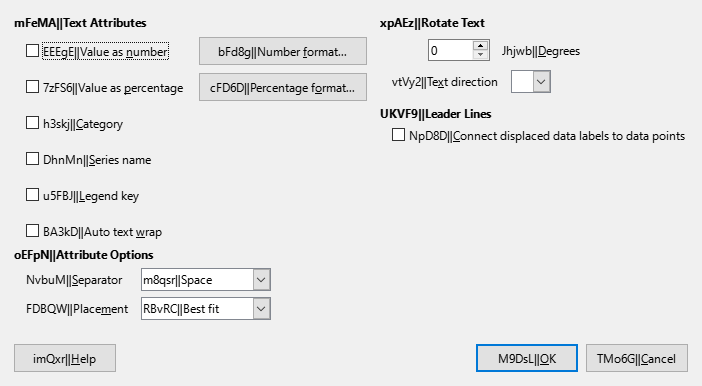 mFeMA||Text Attributes
EEEgE||Value as number
bFd8g||Number format...
7zFS6||Value as percentage
cFD6D||Percentage format...
h3skj||Category
DhnMn||Series name
u5FBJ||Legend key
BA3kD||Auto text wrap
oEFpN||Attribute Options
NvbuM||Separator
m8qsr||Space
FDBQW||Placement
RBvRC||Best fit
xpAEz||Rotate Text
0
Jhjwb||Degrees
vtVy2||Text direction
UKVF9||Leader Lines
NpD8D||Connect displaced data labels to data points
imQxr||Help
M9DsL||OK
TMo6G||Cancel